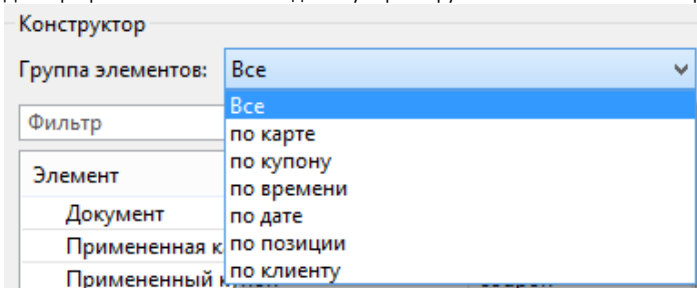 Конструктор
Группа элементов: Все
Все
Фильтр
по карте
по купону
Элемент
по времени
Документ
по дате
Примененная к
по позиции
Примененный
по клиенту